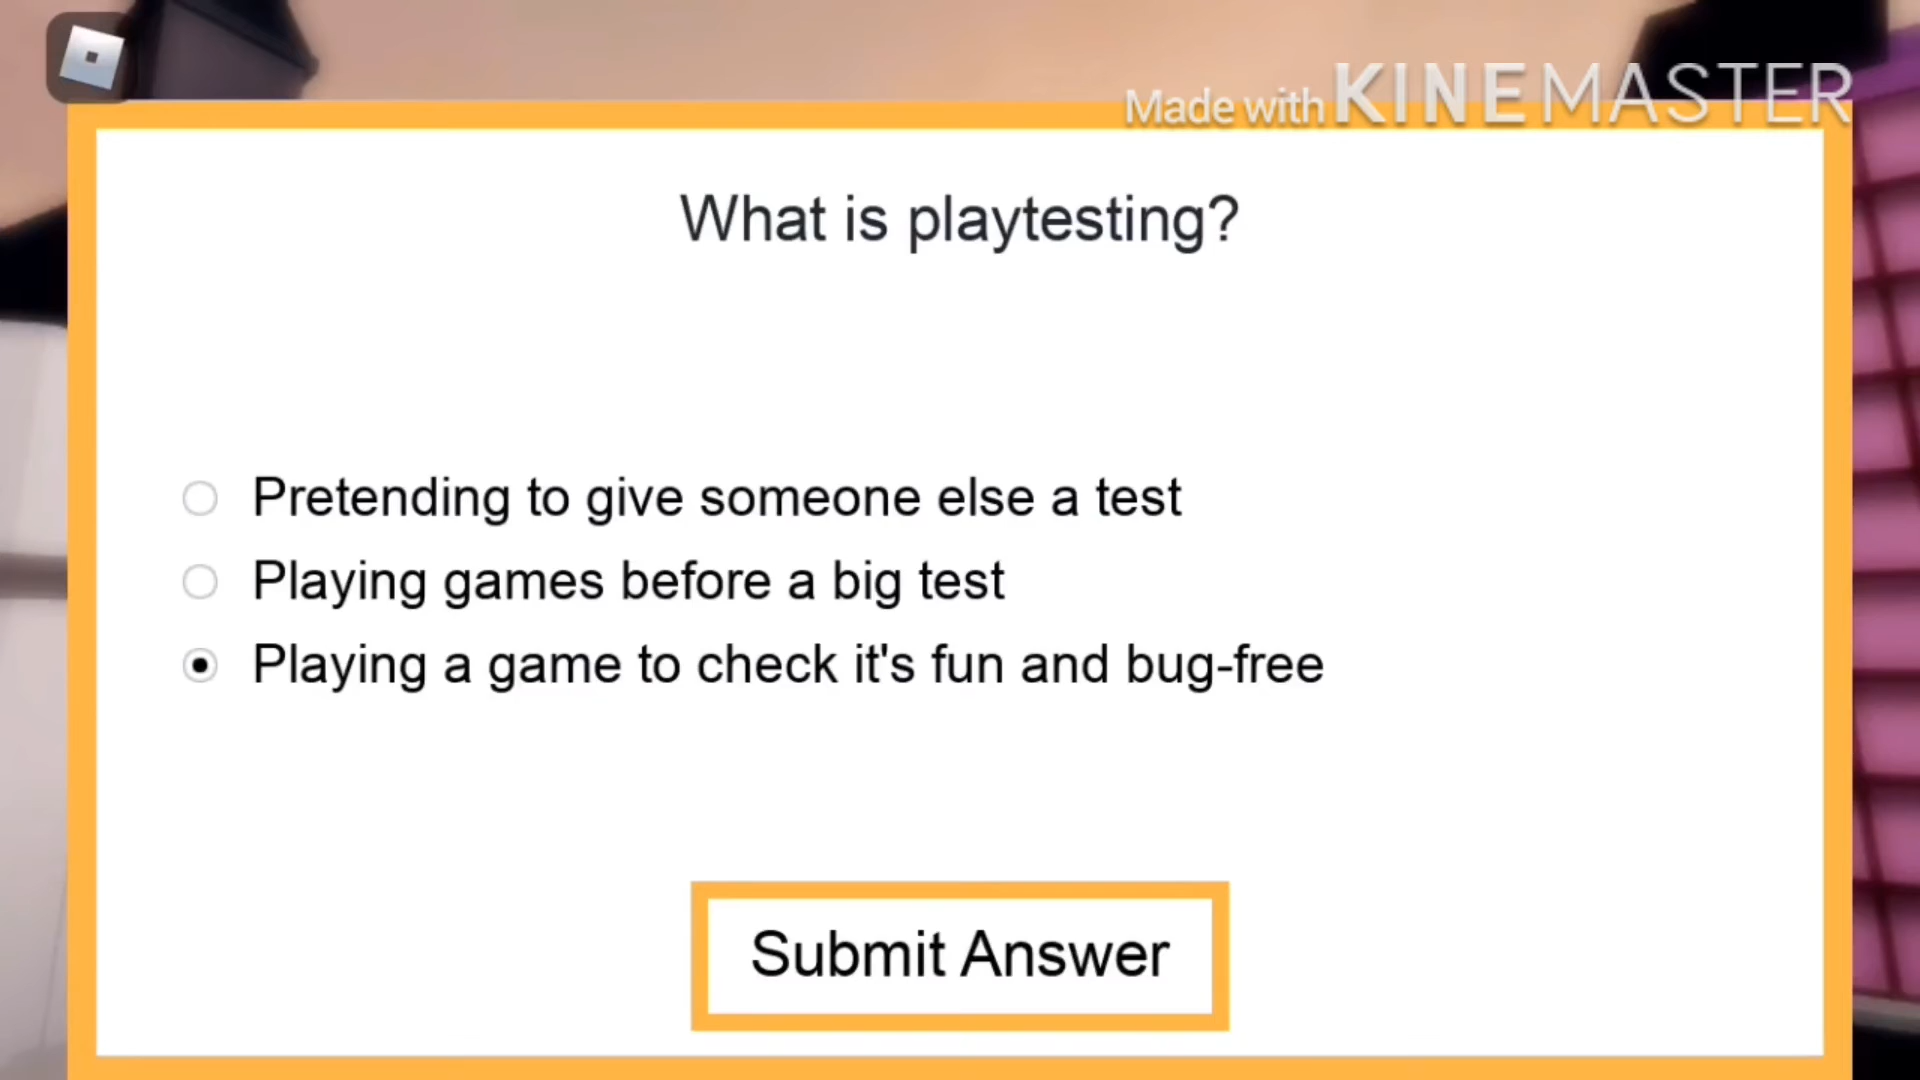 Made with KINEMASTER
What is playtesting?
Pretending to give someone else a test
Playing games before a big test
Playing a game to check it's fun and bug-free
Submit Answer